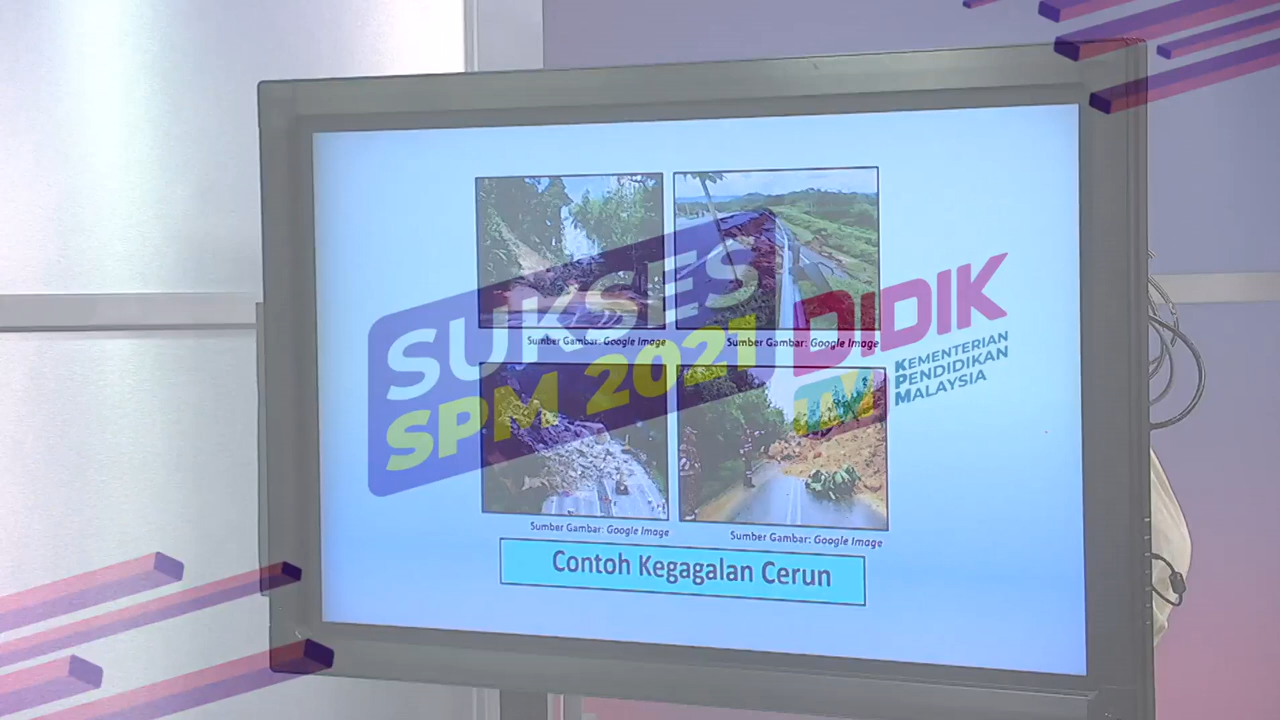 SUKSES
SPM 2021
DIDIK
TV
KEMENTERIAN
PENDIDIKAN
MALAYSIA
Sumber Gambar: Google Image
Sumber Gambar: Google Image
Sumber Gambar: Google Image
Sumber Gambar: Google Image
Contoh Kegagalan Cerun